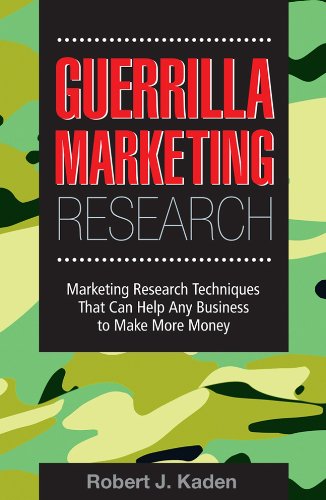 GUERRILLA
MARKETING
RESEARCH
Marketing Research Techniques
That Can Help Any Business
to Make More Money
Robert J. Kaden